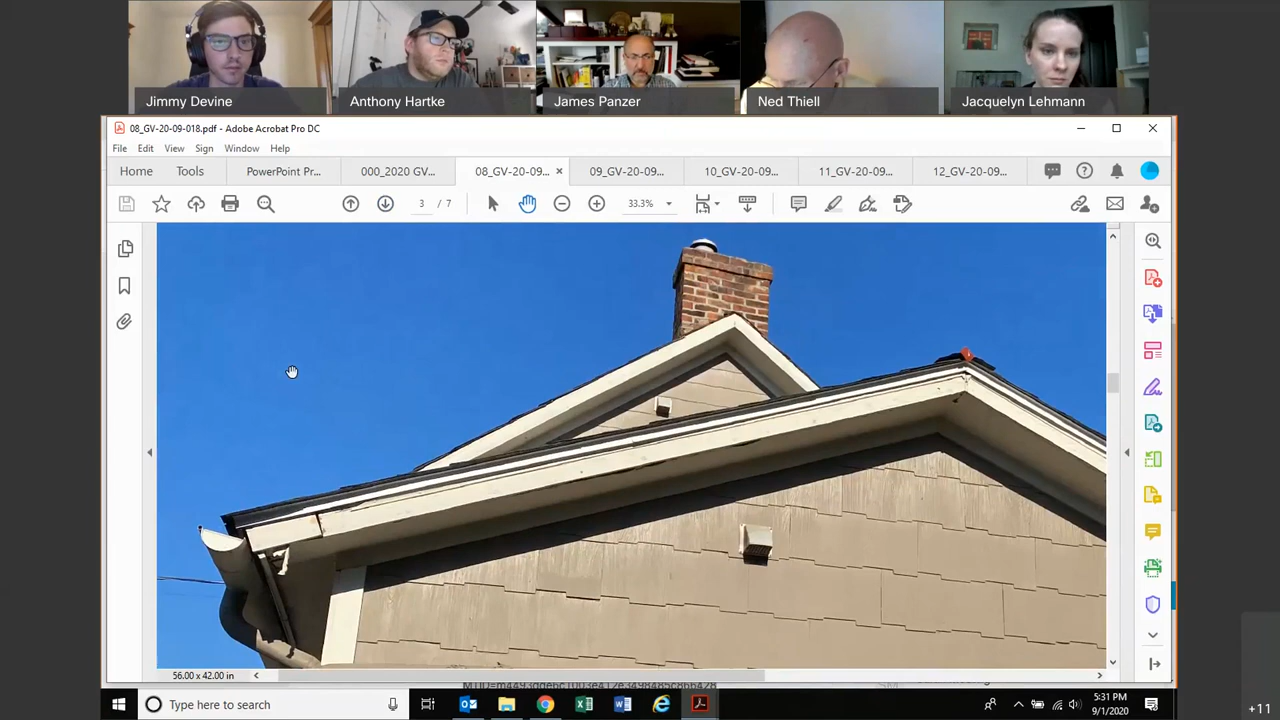 Jimmy Devine
Anthony Hartke
James Panzer
Ned Thiell
Jacquelyn Lehmann
08_GV-20-09-018.pdf - Adobe Acrobat Pro DC
File Edit View Sign Window Help
Home Tools PowerPoint Pr... 000_2020 GV... 08_GV-20-09... × 09_GV-20-09... 10_GV-20-09... 11_GV-20-09... 12_GV-20-09...
3 / 7 33.3%
56.00 x 42.00 in
Type here to search
5:31 PM
9/1/2020
+11